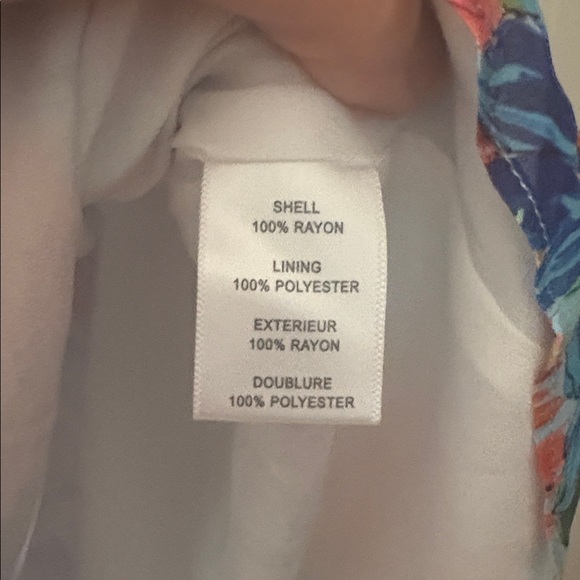 SHELL
100% RAYON
LINING
100% POLYESTER
EXTERIEUR
100% RAYON
DOUBLURE
100% POLYESTER